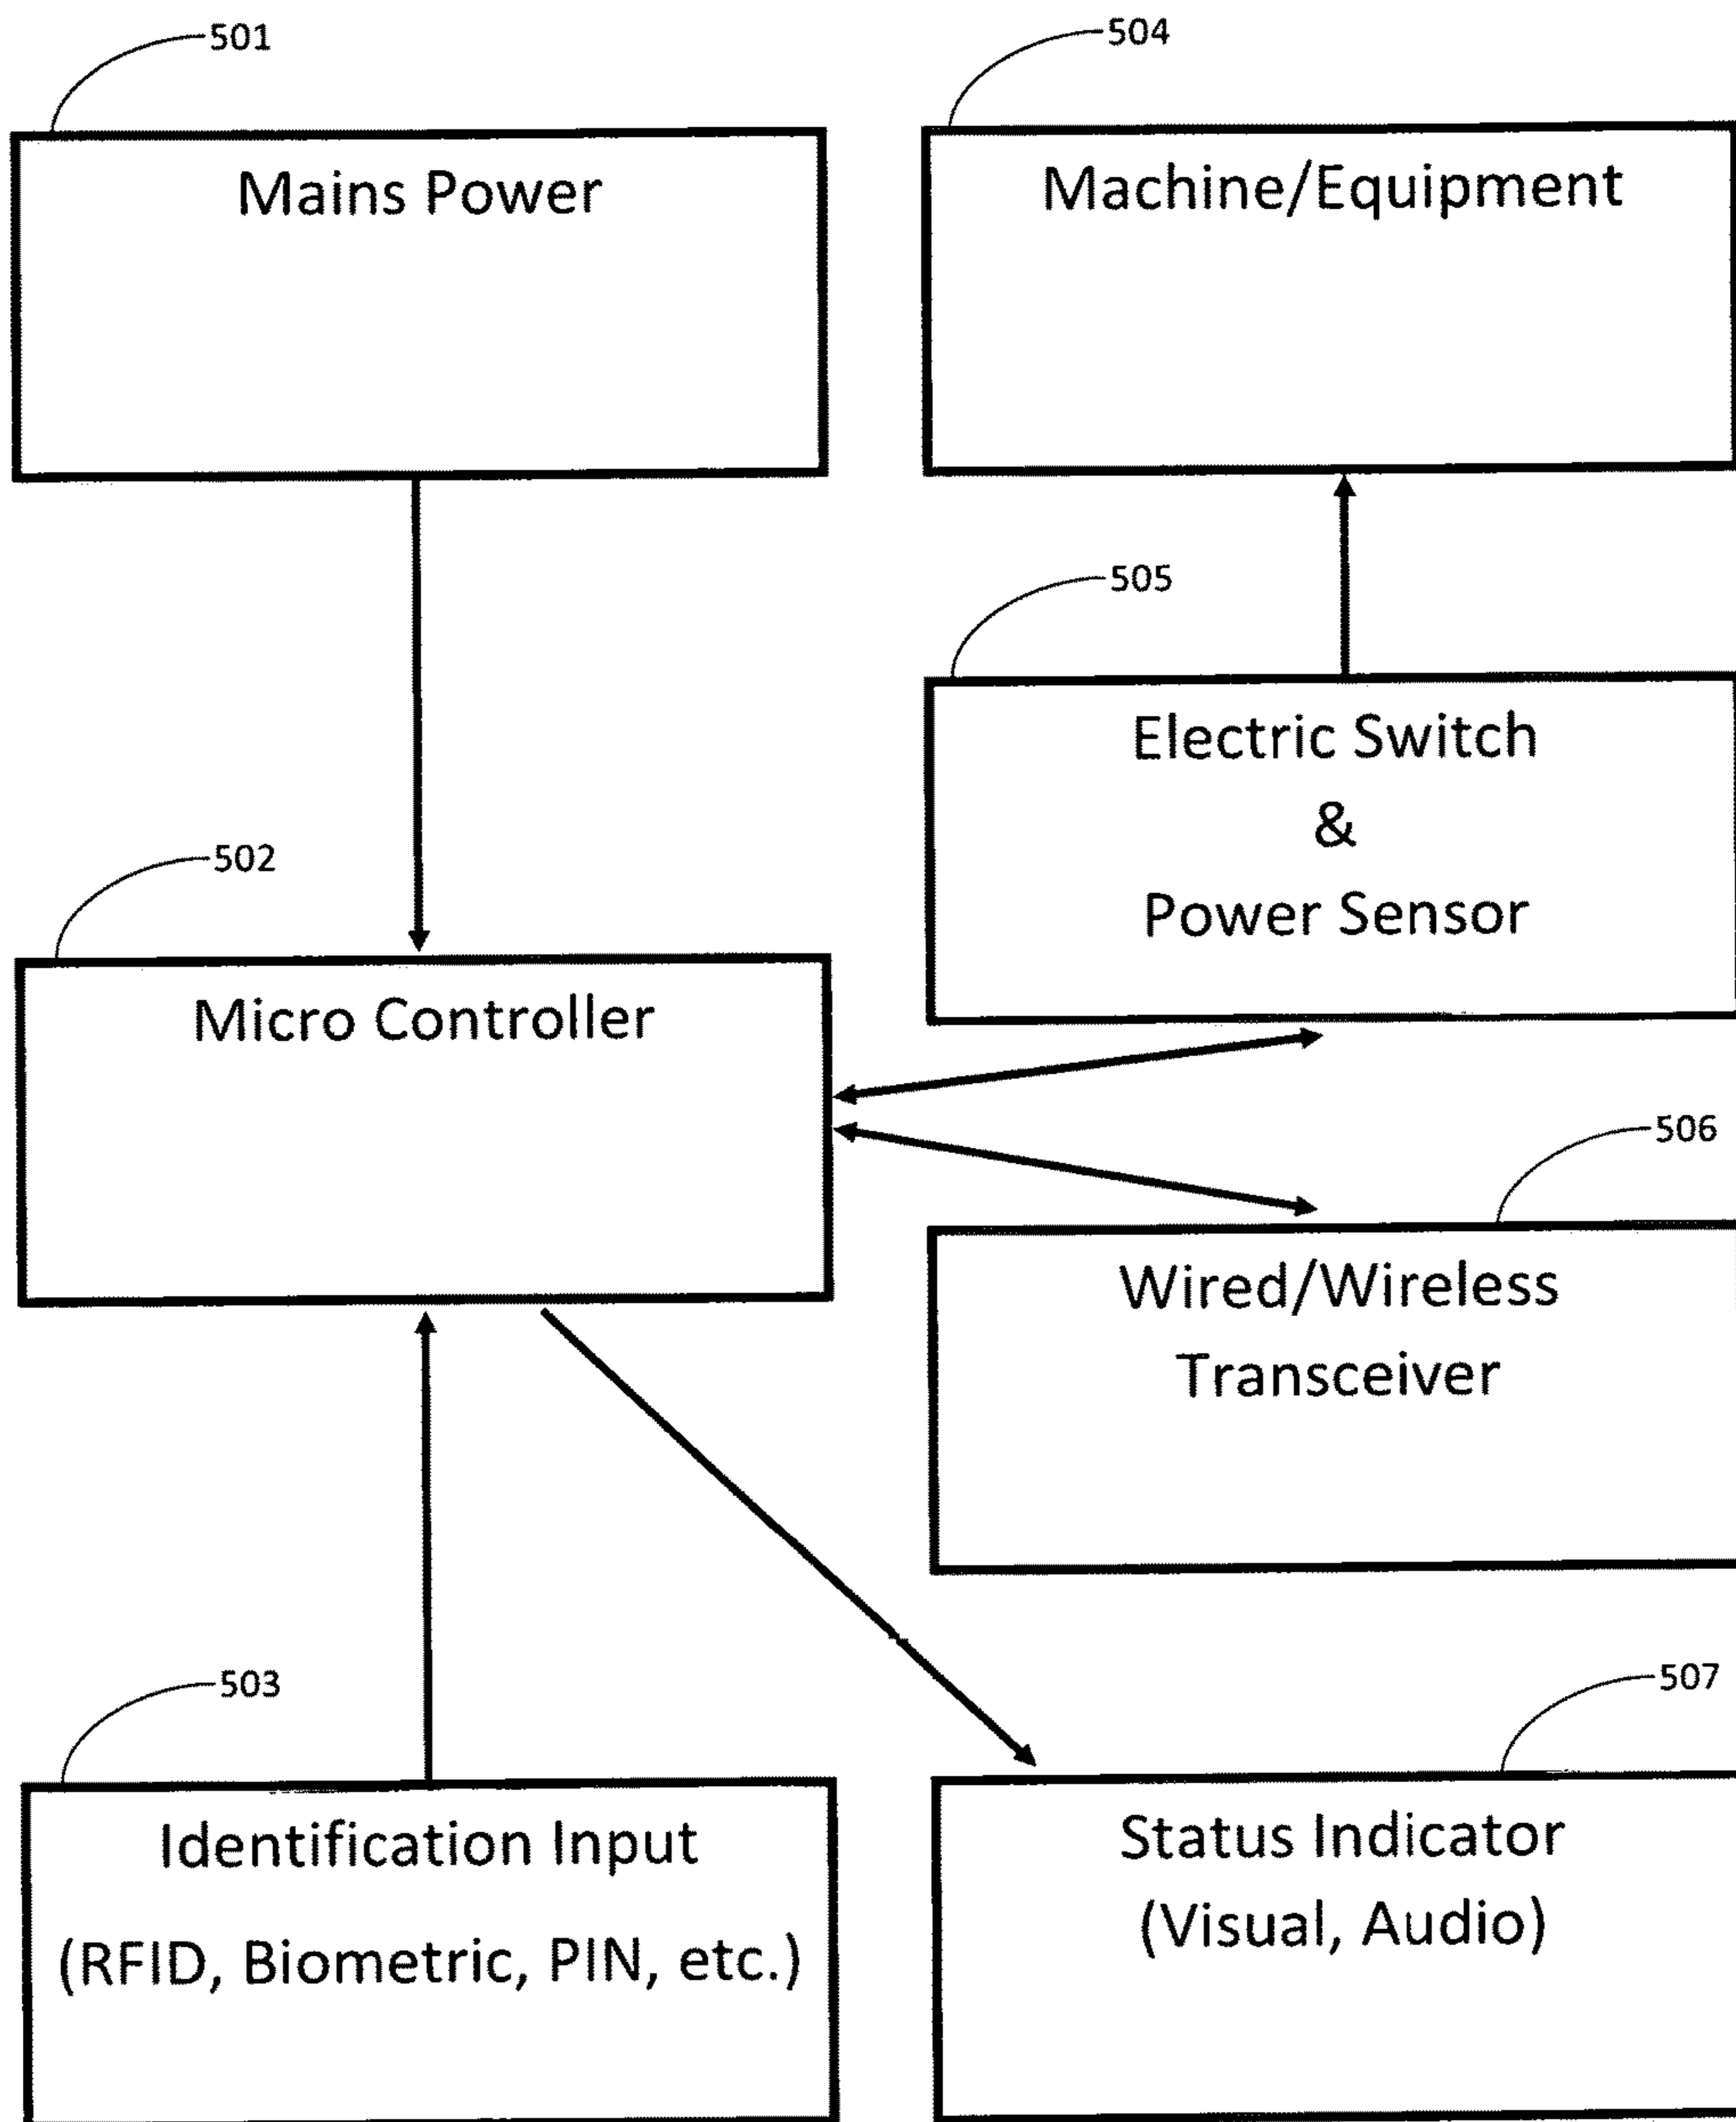 501
Mains Power
504
Machine/Equipment
505
Electric Switch
&
Power Sensor
502
Micro Controller
506
Wired/Wireless
Transceiver
503
Identification Input
(RFID, Biometric, PIN, etc.)
507
Status Indicator
(Visual, Audio)